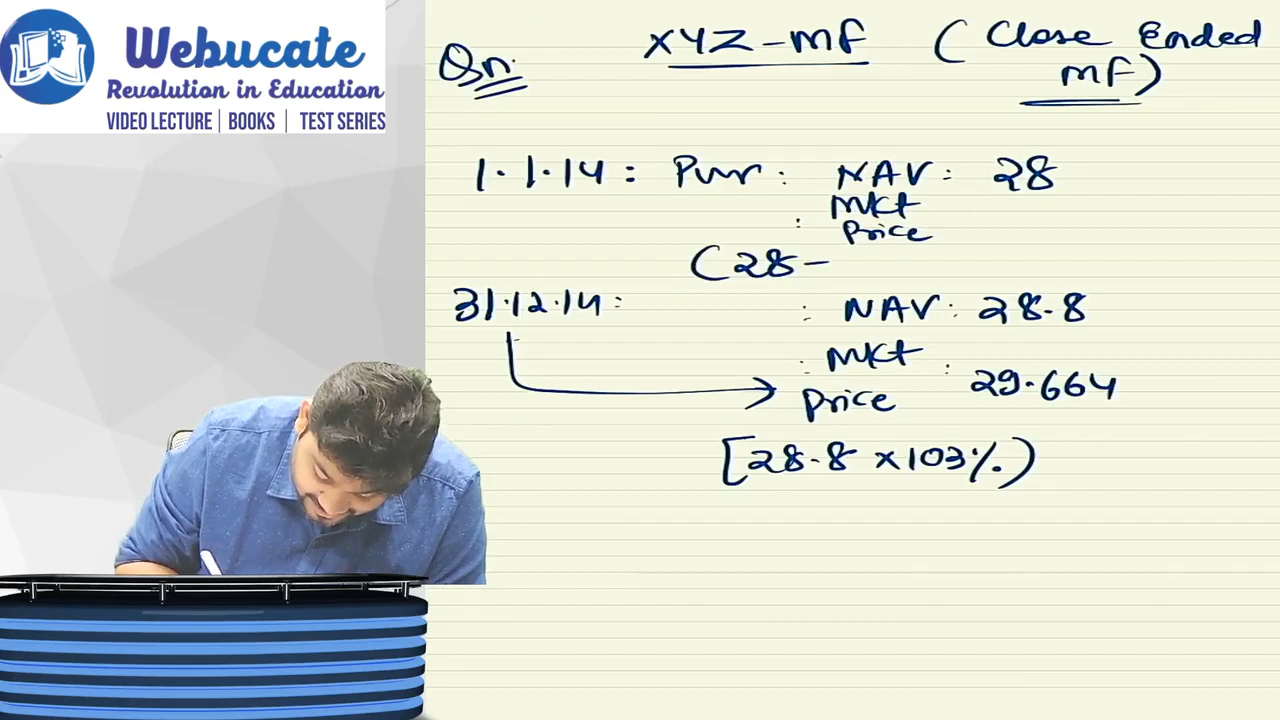 Webucate
Revolution in Education
VIDEO LECTURE | BOOKS | TEST SERIES
Qn.
XYZ-MF (Close Ended
MF)
1.1.14: Pur: NAV: 28
: Mkt
Price
(28-
31.12.14: : NAV: 28.8
: Mkt
Price : 29.664
[28.8 x103%)